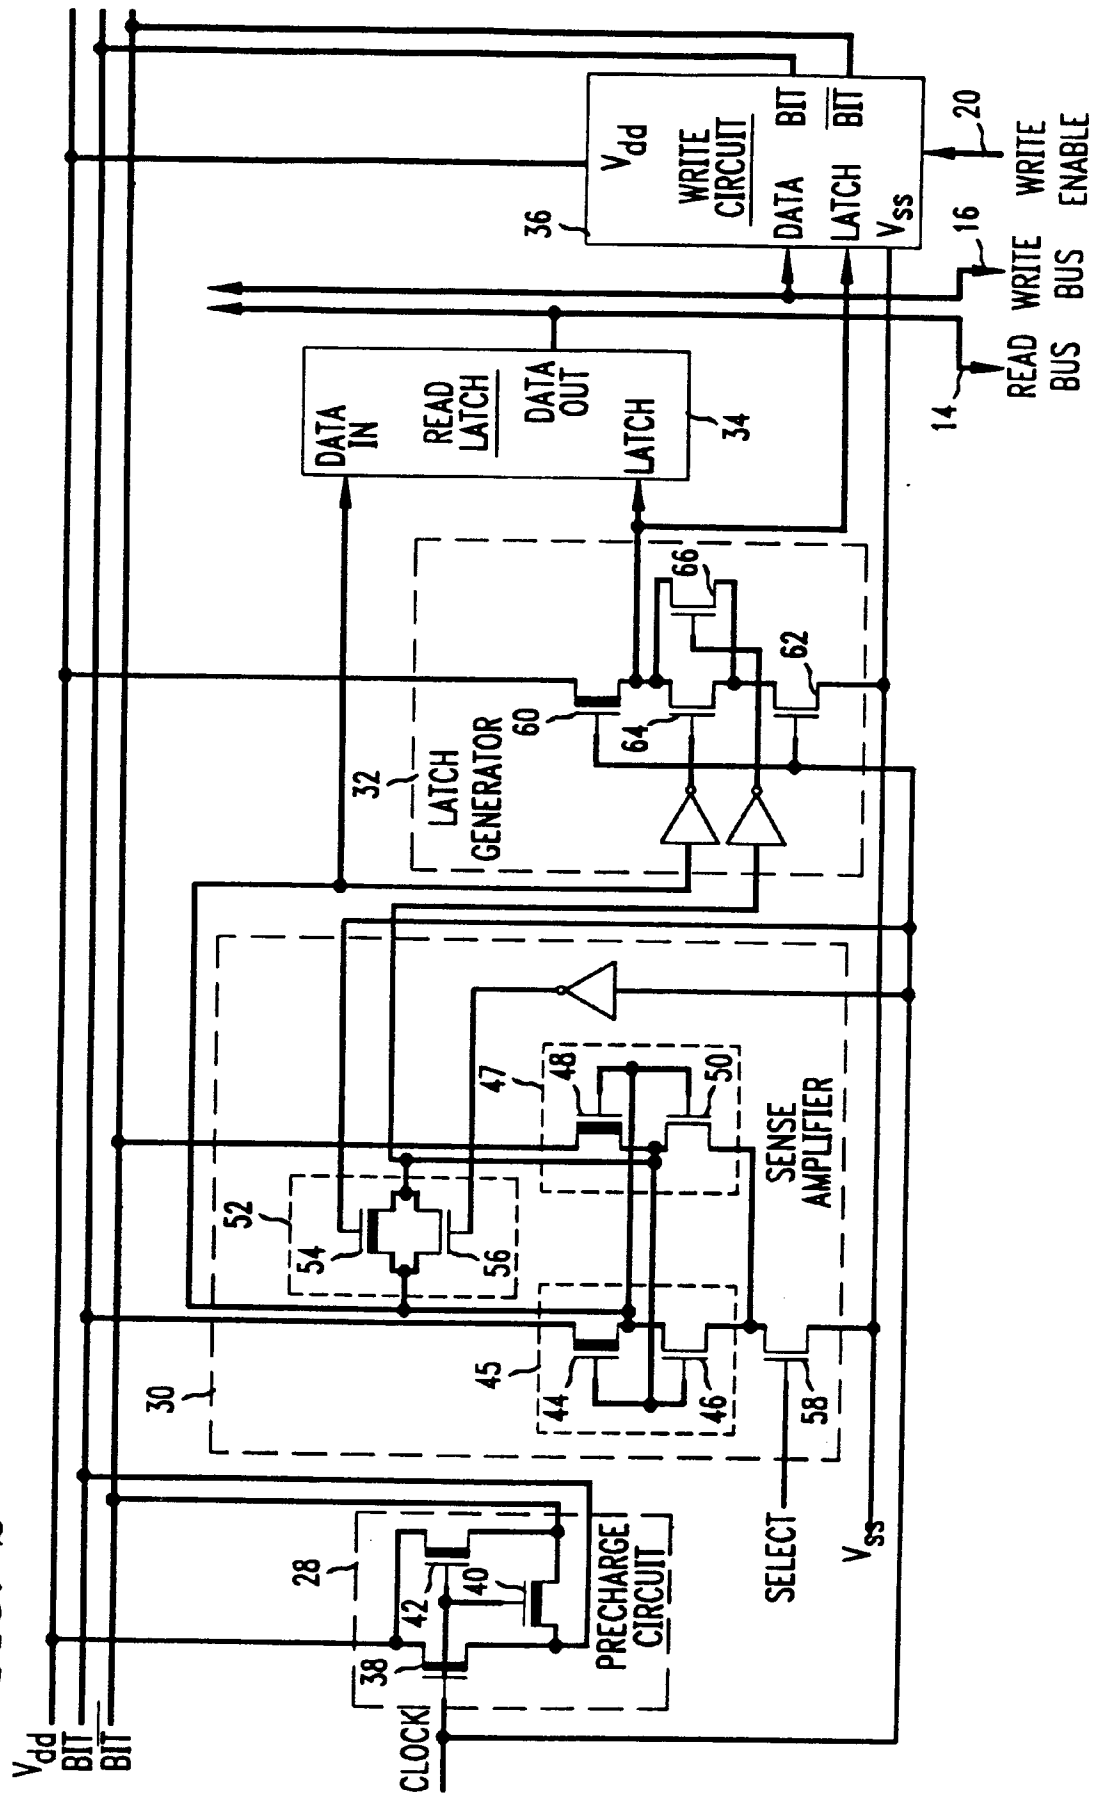 Vdd
BIT
BIT
CLOCK
28
38
42
40
PRECHARGE
CIRCUIT
SELECT
Vss
30
45
44
46
58
52
54
56
47
48
50
SENSE
AMPLIFIER
32
LATCH
GENERATOR
60
64
66
62
DATA
IN
READ
LATCH
DATA
OUT
LATCH
34
14
READ
BUS
16
WRITE
BUS
36
Vdd
WRITE
CIRCUIT
DATA
BIT
LATCH
BIT
Vss
20
WRITE
ENABLE